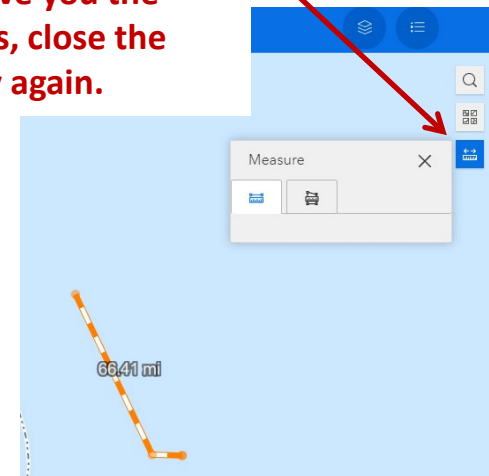 ve you the
s, close the
again.
Measure
66.41 mi